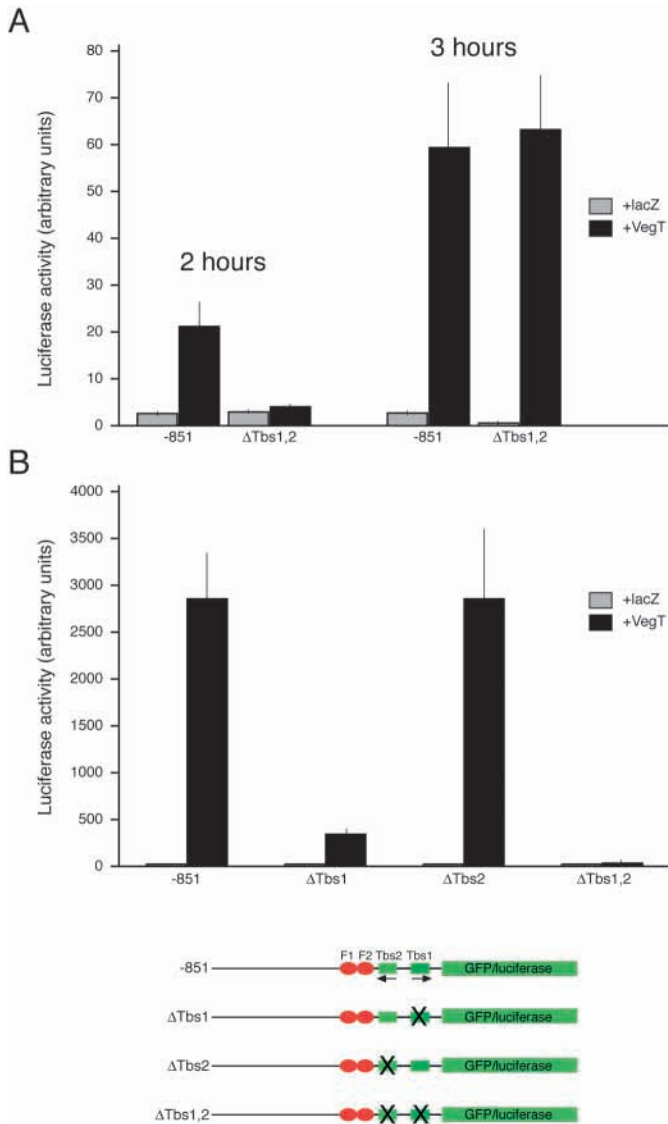 A
Luciferase activity (arbitrary units)
80
70
60
50
40
30
20
10
0
2 hours
3 hours
+lacZ
+VegT
-851
ΔTbs1,2
-851
ΔTbs1,2
B
Luciferase activity (arbitrary units)
4000
3500
3000
2500
2000
1500
1000
500
0
+lacZ
+VegT
-851
ΔTbs1
ΔTbs2
ΔTbs1,2
F1 F2 Tbs2 Tbs1
-851 GFP/luciferase
ΔTbs1 GFP/luciferase
ΔTbs2 GFP/luciferase
ΔTbs1,2 GFP/luciferase